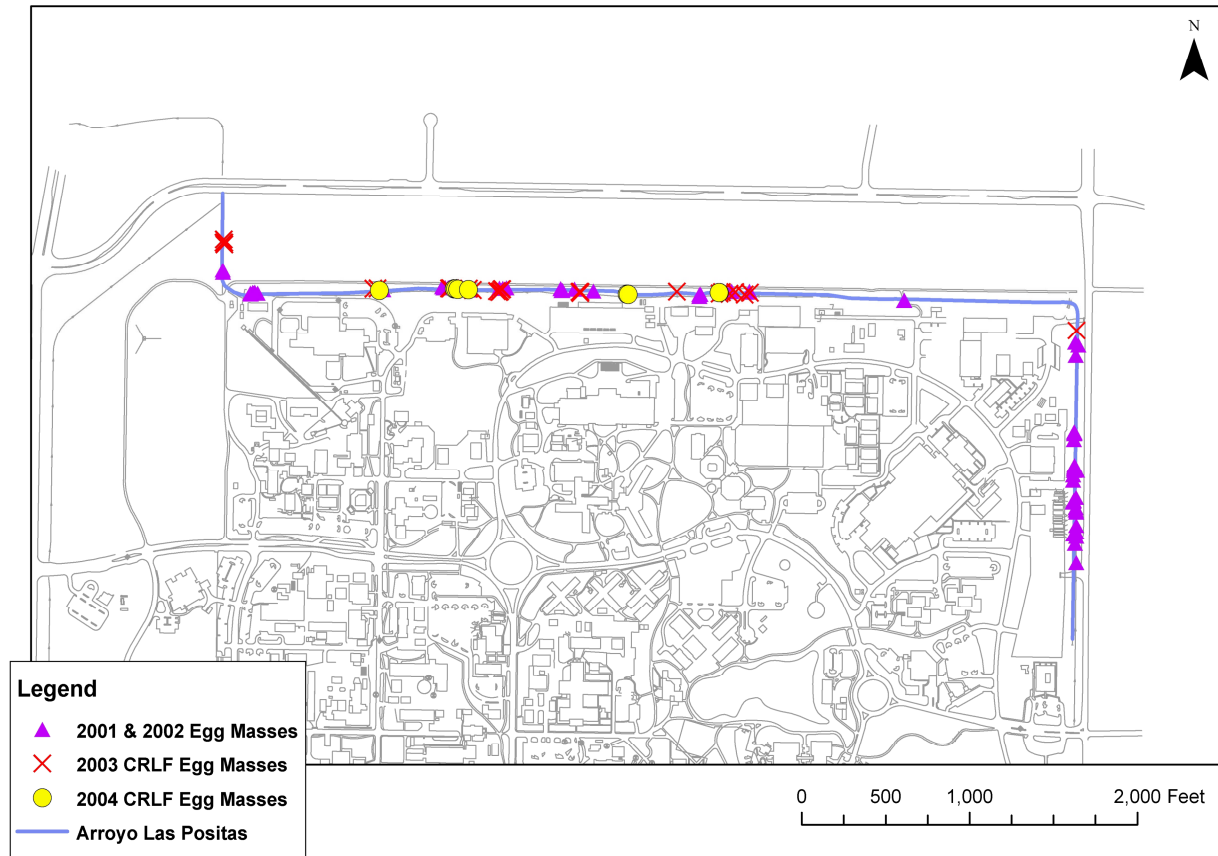 N
Legend
2001 & 2002 Egg Masses
2003 CRLF Egg Masses
2004 CRLF Egg Masses
Arroyo Las Positas
0 500 1,000 2,000 Feet